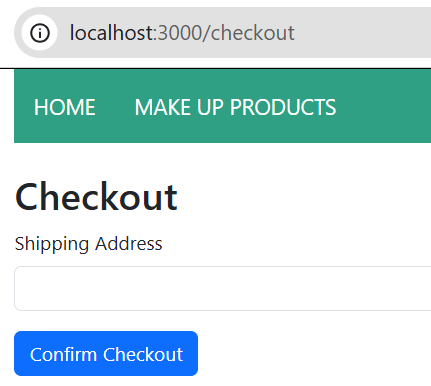 localhost:3000/checkout
HOME MAKE UP PRODUCTS
Checkout
Shipping Address
Confirm Checkout